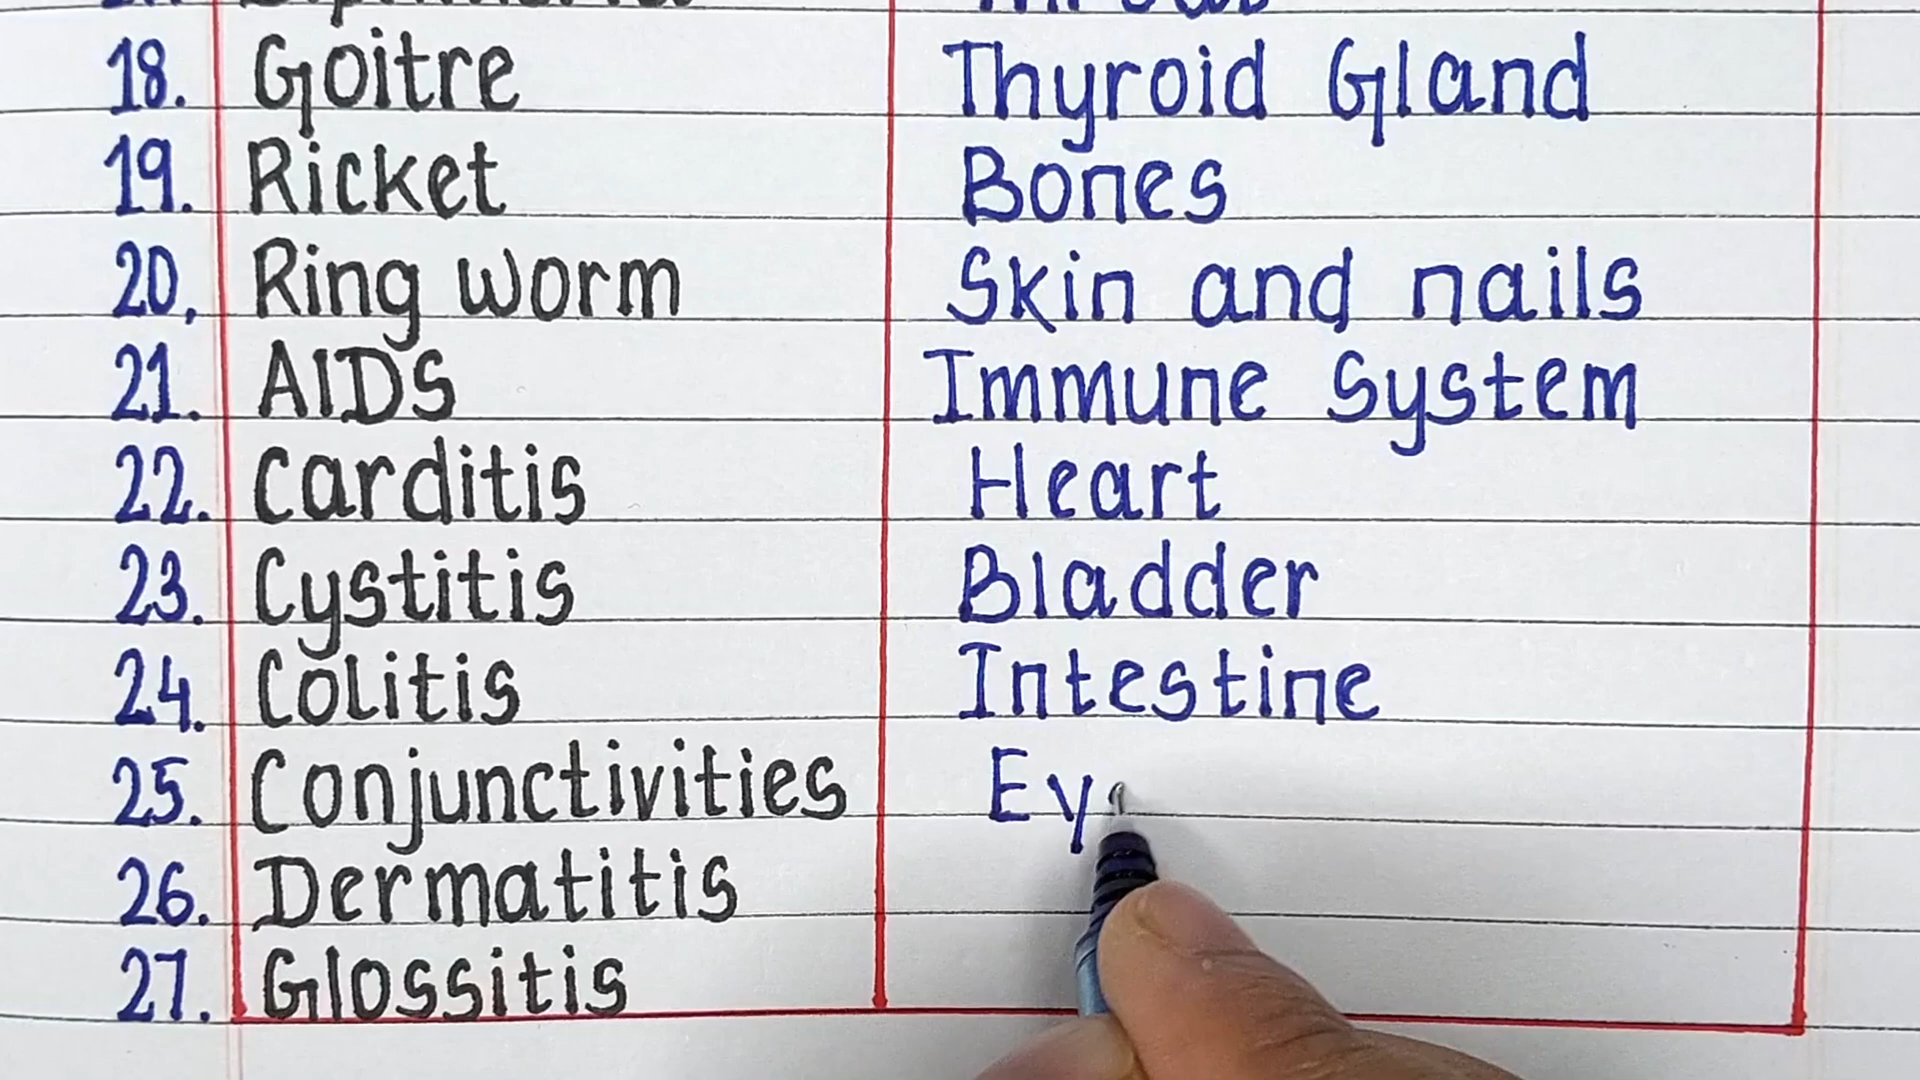 18. Goitre Thyroid Gland
19. Ricket Bones
20, Ring worm Skin and nails
21. AIDS Immune System
22. Carditis Heart
23. Cystitis Bladder
24. Colitis Intestine
25. Conjunctivities Ey
26. Dermatitis
27. Glossitis